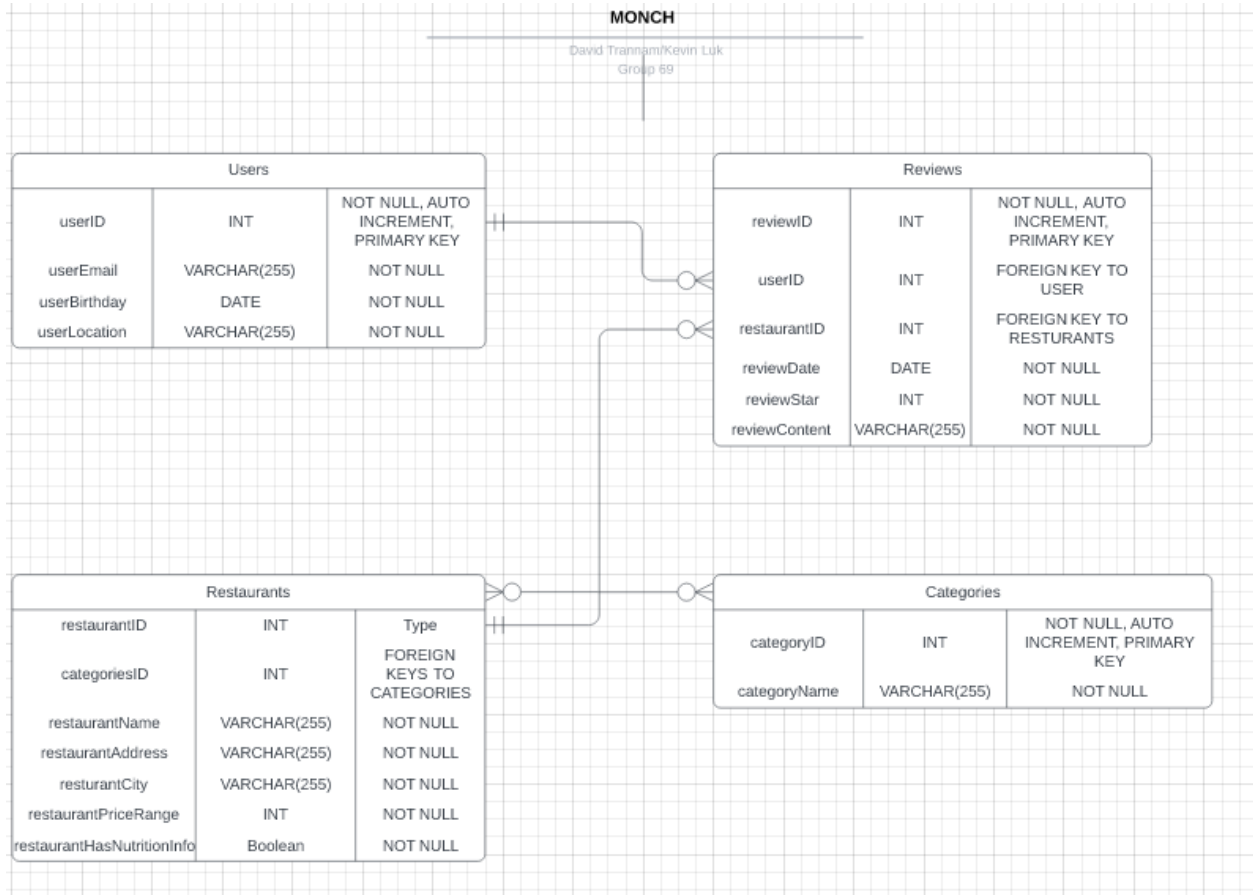 MONCH
David Trannam/Kevin Luk
Group 69
Users
userID INT NOT NULL, AUTO
INCREMENT,
PRIMARY KEY
userEmail VARCHAR(255) NOT NULL
userBirthday DATE NOT NULL
userLocation VARCHAR(255) NOT NULL
Reviews
reviewID INT NOT NULL, AUTO
INCREMENT,
PRIMARY KEY
userID INT FOREIGN KEY TO
USER
restaurantID INT FOREIGN KEY TO
RESTURANTS
reviewDate DATE NOT NULL
reviewStar INT NOT NULL
reviewContent VARCHAR(255) NOT NULL
Restaurants
restaurantID INT Type
categoriesID INT FOREIGN
KEYS TO
CATEGORIES
restaurantName VARCHAR(255) NOT NULL
restaurantAddress VARCHAR(255) NOT NULL
resturantCity VARCHAR(255) NOT NULL
restaurantPriceRange INT NOT NULL
restaurantHasNutritionInfo Boolean NOT NULL
Categories
categoryID INT NOT NULL, AUTO
INCREMENT, PRIMARY
KEY
categoryName VARCHAR(255) NOT NULL